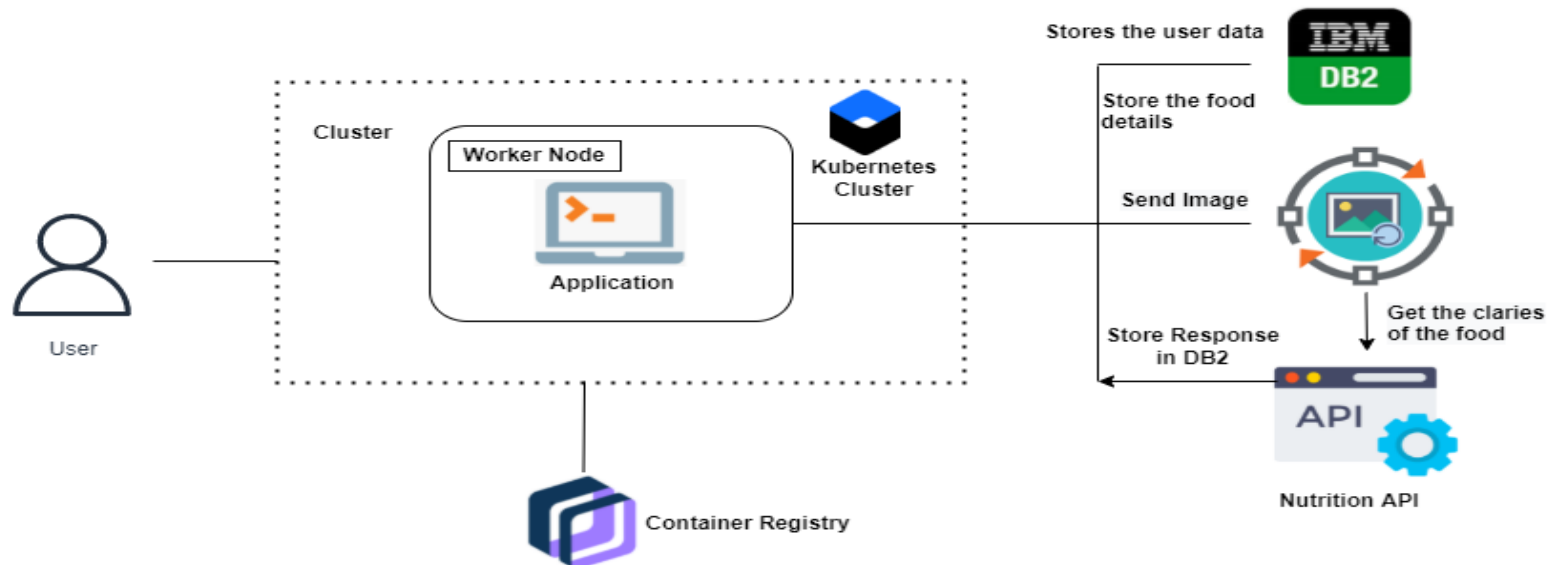 Stores the user data
IBM
DB2
Store the food
details
Cluster
Worker Node
Kubernetes
Cluster
Send Image
Application
Get the claries
of the food
Store Response
in DB2
User
API
Nutrition API
Container Registry